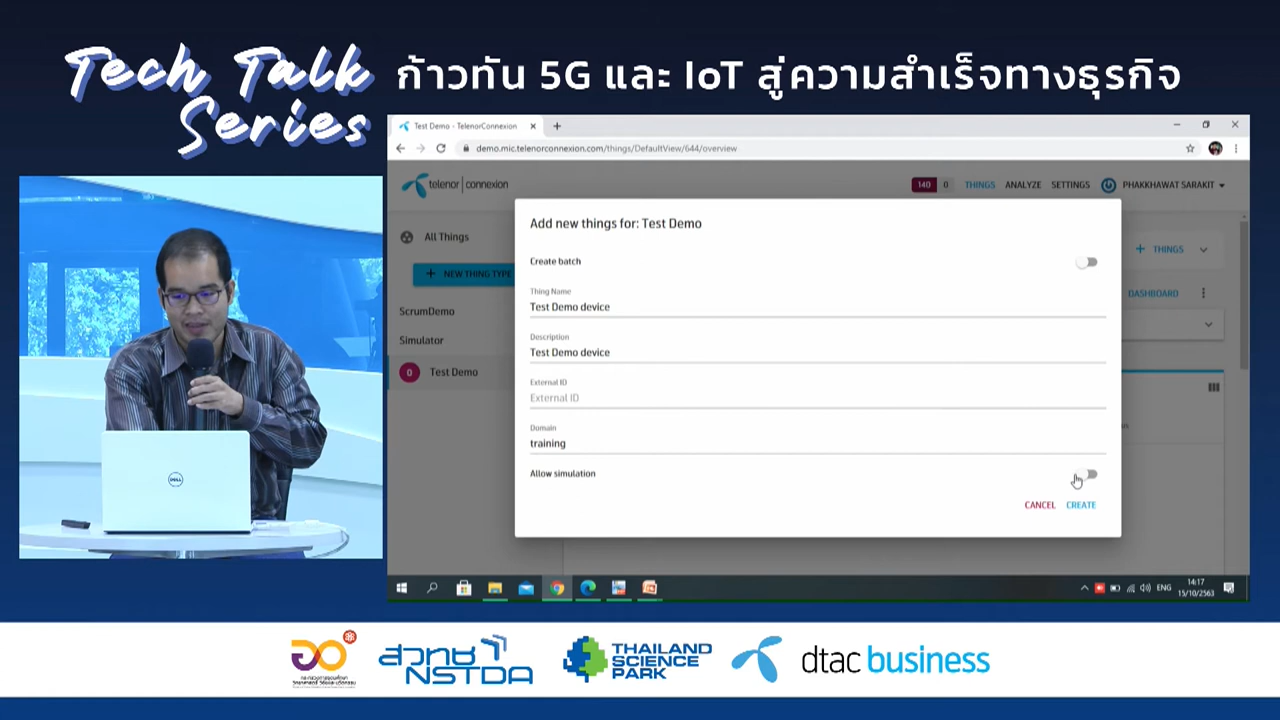 Tech Talk
Series
ก้าวทัน 5G และ IoT สู่ความสำเร็จทางธุรกิจ
Test Demo - TelenorConnexion
demo.mic.telenorconnexion.com/things/DefaultView/644/overview
telenor connexion
140 0 THINGS ANALYZE SETTINGS PHAKKHAWAT SARAKIT
All Things
+ NEW THING TYPE
ScrumDemo
Simulator
0 Test Demo
Add new things for: Test Demo
Create batch
Thing Name
Test Demo device
Description
Test Demo device
External ID
External ID
Domain
training
Allow simulation
CANCEL CREATE
+ THINGS
DASHBOARD
DELL
ENG
14:17
15/10/2563
สวทช
NSTDA
THAILAND
SCIENCE
PARK
dtac business